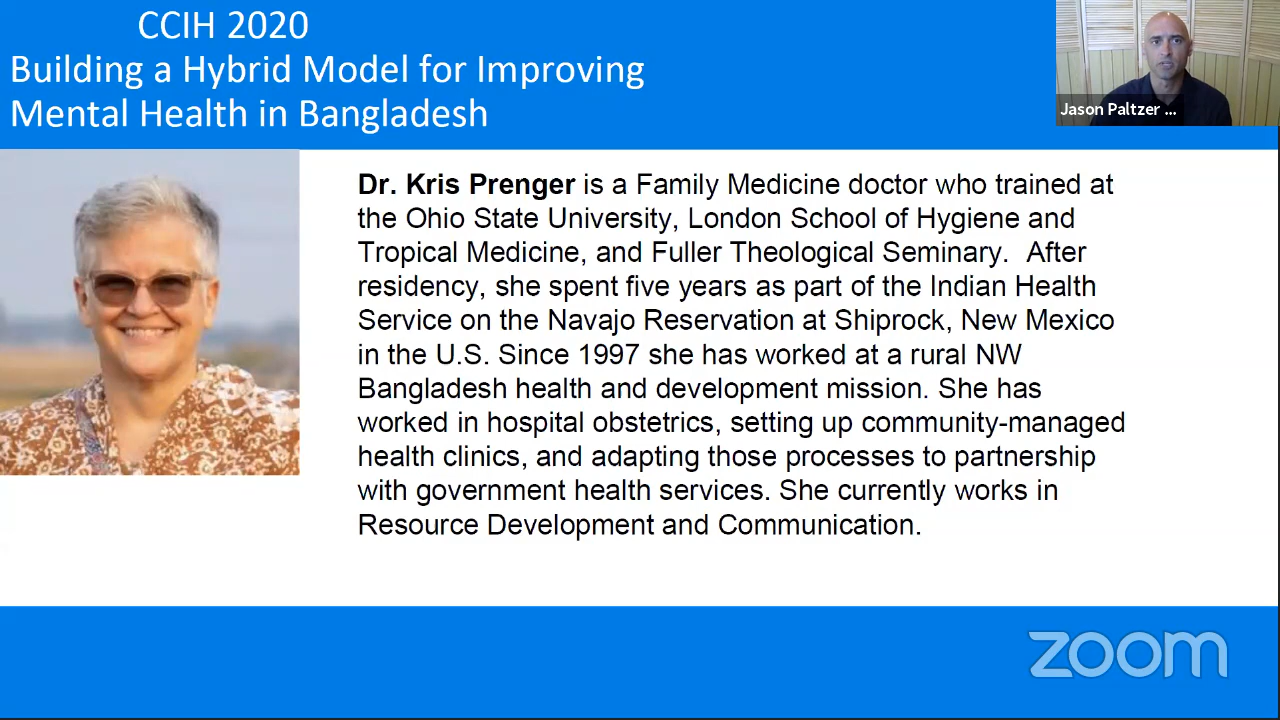 CCIH 2020
Building a Hybrid Model for Improving
Mental Health in Bangladesh
Jason Paltzer ...
Dr. Kris Prenger is a Family Medicine doctor who trained at
the Ohio State University, London School of Hygiene and
Tropical Medicine, and Fuller Theological Seminary.  After
residency, she spent five years as part of the Indian Health
Service on the Navajo Reservation at Shiprock, New Mexico
in the U.S. Since 1997 she has worked at a rural NW
Bangladesh health and development mission. She has
worked in hospital obstetrics, setting up community-managed
health clinics, and adapting those processes to partnership
with government health services. She currently works in
Resource Development and Communication.
zoom